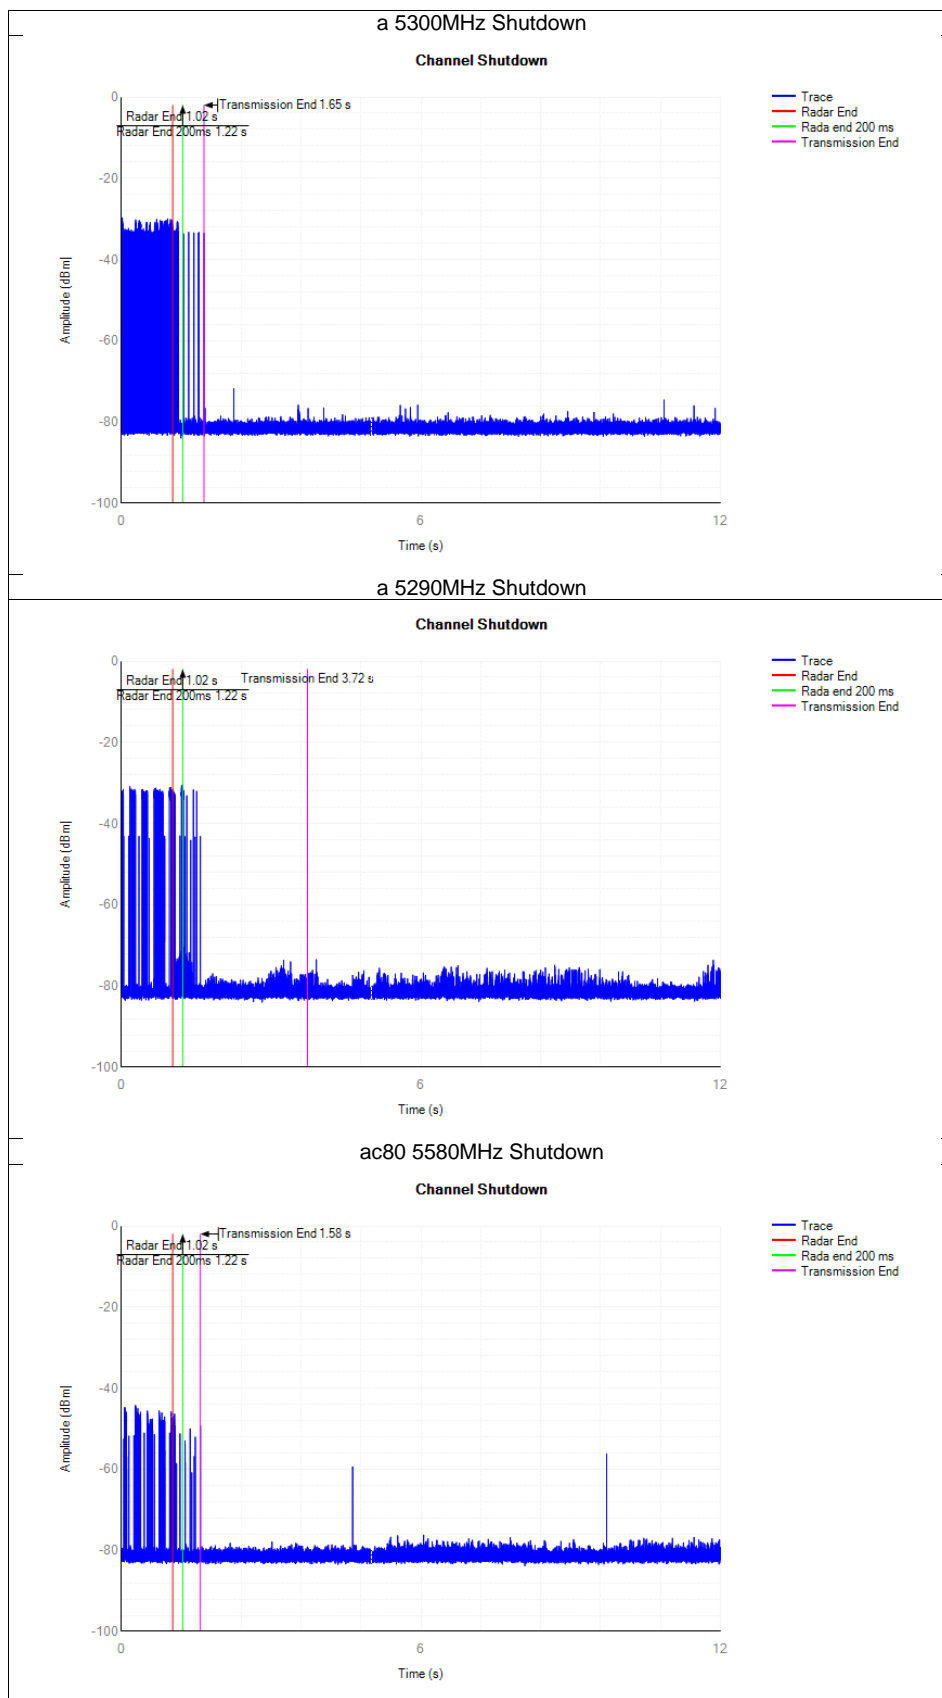 a 5300MHz Shutdown
Channel Shutdown
0
Transmission End 1.65 s
Radar End 1.02 s
Radar End 200ms 1.22 s
Trace
Radar End
Rada end 200 ms
Transmission End
-20
-40
-60
-80
-100
Amplitude (dBm)
0
6
12
Time (s)
a 5290MHz Shutdown
Channel Shutdown
0
Radar End 1.02 s
Transmission End 3.72 s
Radar End 200ms 1.22 s
Trace
Radar End
Rada end 200 ms
Transmission End
-20
-40
-60
-80
-100
Amplitude (dBm)
0
6
12
Time (s)
ac80 5580MHz Shutdown
Channel Shutdown
0
Transmission End 1.58 s
Radar End 1.02 s
Radar End 200ms 1.22 s
Trace
Radar End
Rada end 200 ms
Transmission End
-20
-40
-60
-80
-100
Amplitude (dBm)
0
6
12
Time (s)